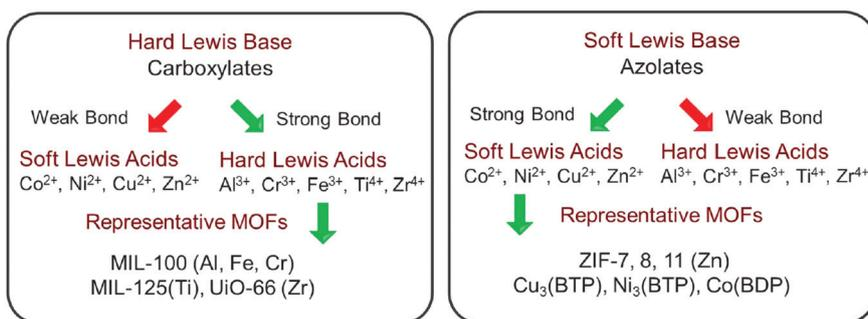 Hard Lewis Base
Carboxylates
Weak Bond
Strong Bond
Soft Lewis Acids
Co²⁺, Ni²⁺, Cu²⁺, Zn²⁺
Hard Lewis Acids
Al³⁺, Cr³⁺, Fe³⁺, Ti⁴⁺, Zr⁴⁺
Representative MOFs
MIL-100 (Al, Fe, Cr)
MIL-125(Ti), UiO-66 (Zr)
Soft Lewis Base
Azolates
Strong Bond
Weak Bond
Soft Lewis Acids
Co²⁺, Ni²⁺, Cu²⁺, Zn²⁺
Hard Lewis Acids
Al³⁺, Cr³⁺, Fe³⁺, Ti⁴⁺, Zr⁴⁺
Representative MOFs
ZIF-7, 8, 11 (Zn)
Cu₃(BTP), Ni₃(BTP), Co(BDP)